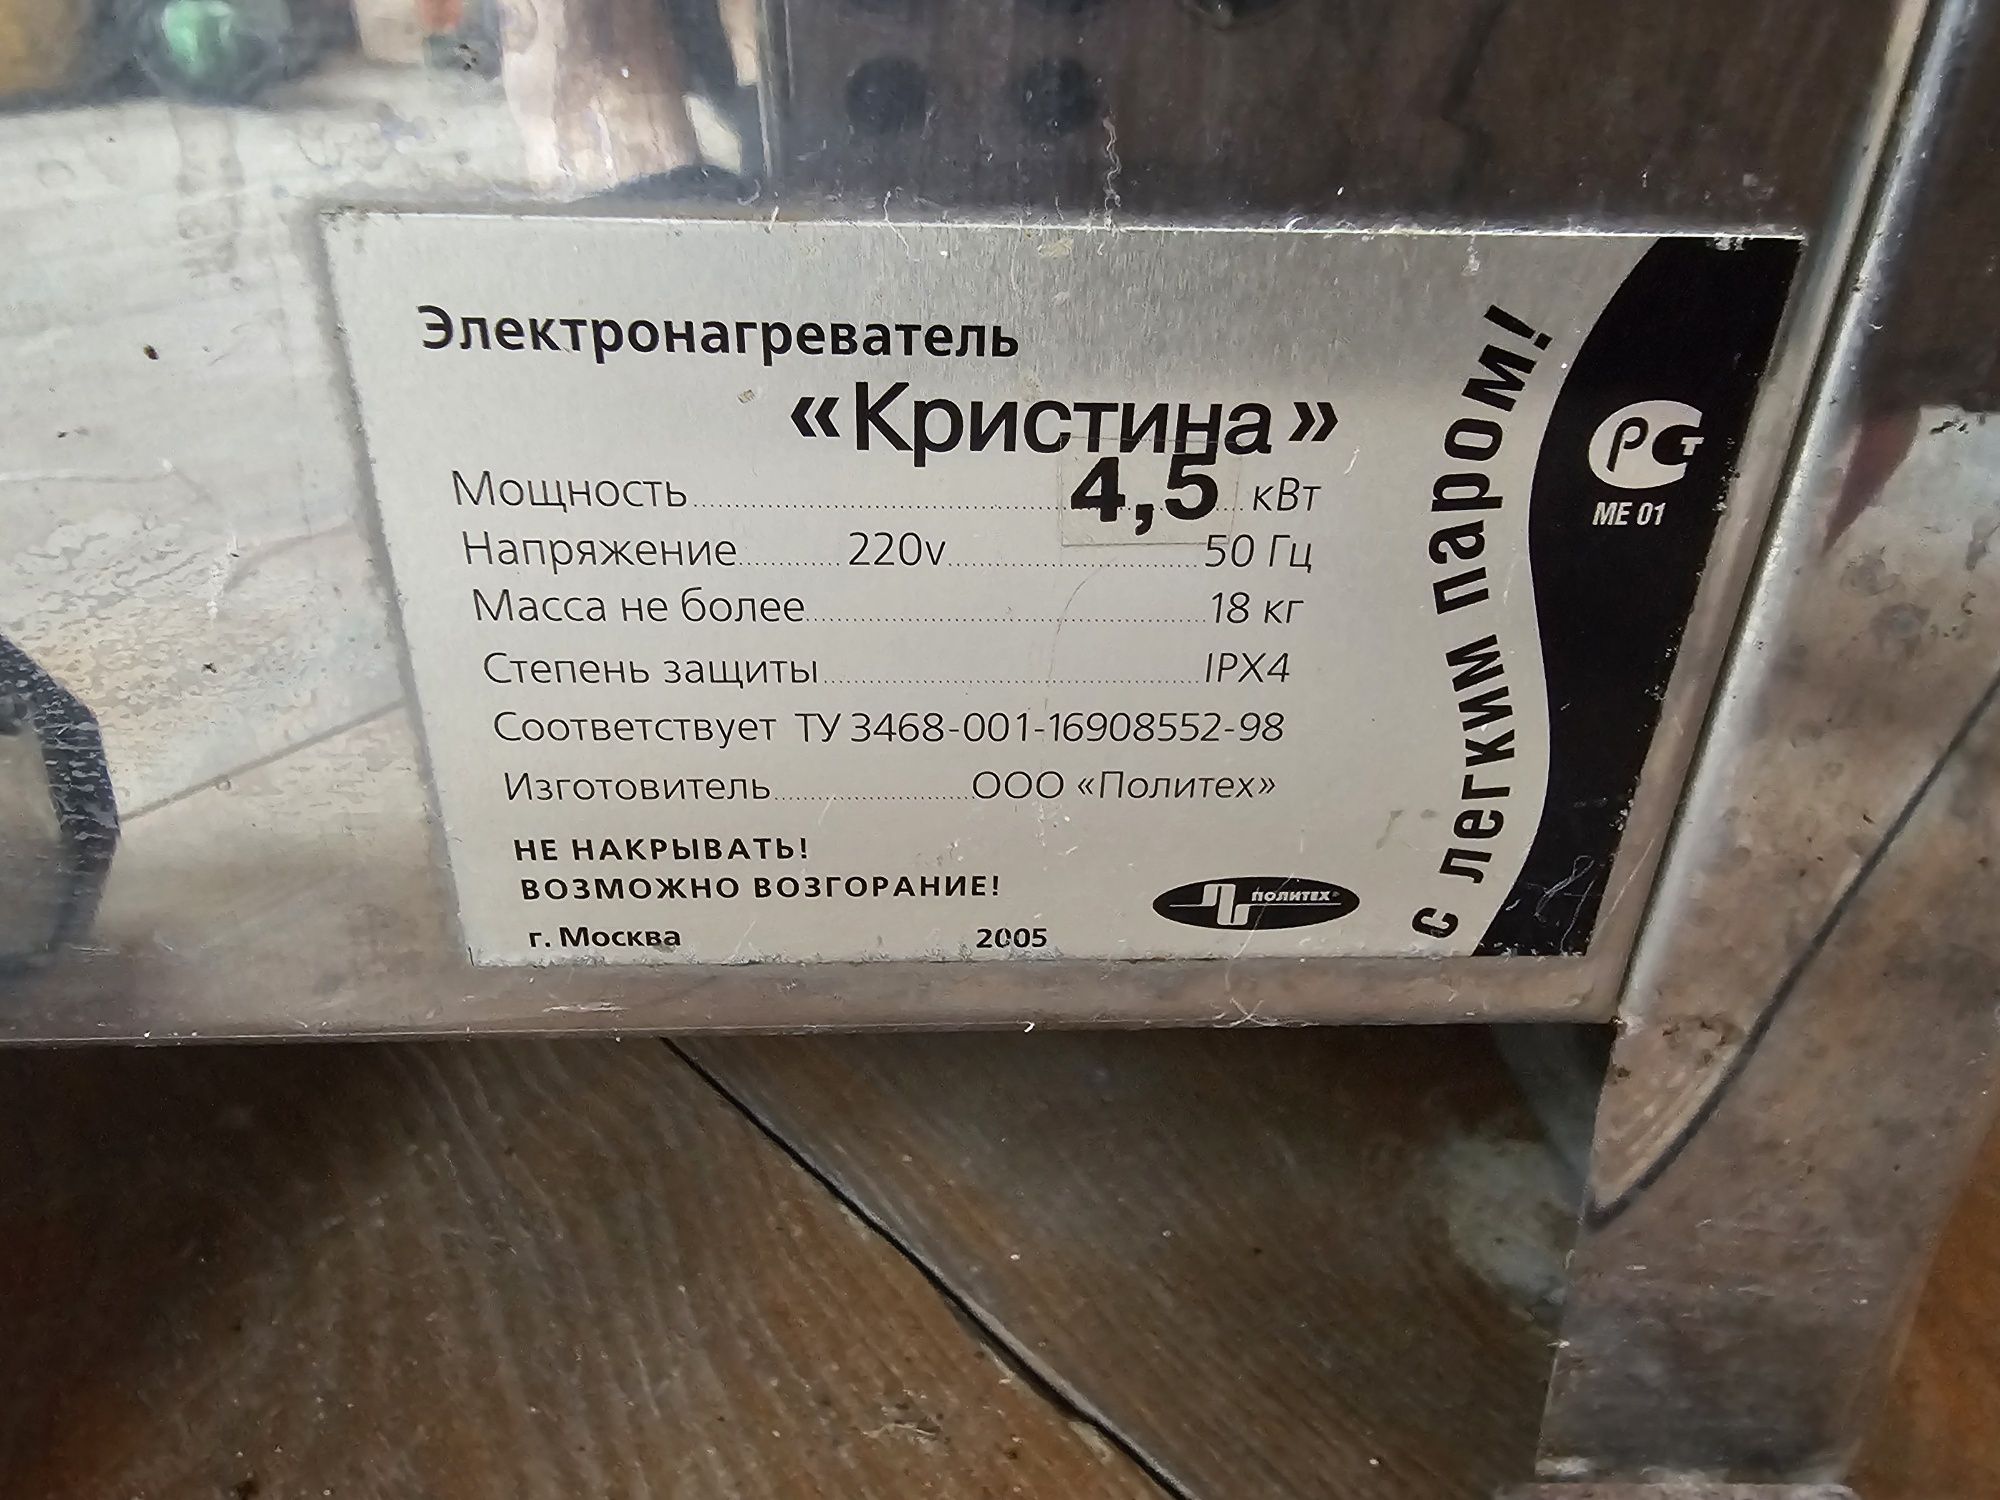 Электронагреватель
«Кристина»
Мощность 4,5 кВт
Напряжение 220v 50 Гц
Масса не более 18 кг
Степень защиты IPX4
Соответствует ТУ 3468-001-16908552-98
Изготовитель ООО «Политех»
НЕ НАКРЫВАТЬ!
ВОЗМОЖНО ВОЗГОРАНИЕ!
г. Москва 2005
ПОЛИТЕХ®
с легким паром!
РСТ
МЕ 01